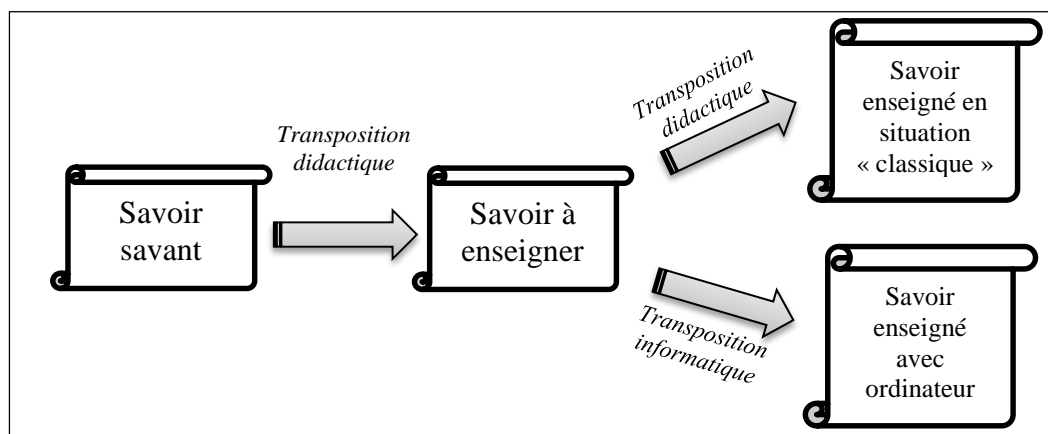 Savoir
savant
Transposition
didactique
Savoir à
enseigner
Transposition
didactique
Savoir
enseigné en
situation
« classique »
Transposition
informatique
Savoir
enseigné
avec
ordinateur